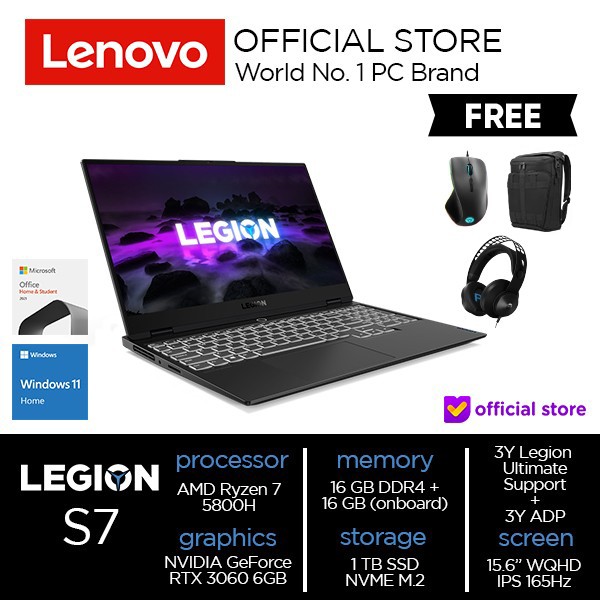 Lenovo
OFFICIAL STORE
World No. 1 PC Brand
FREE
LEGION
LEGION
Microsoft
Office
Home & Student
2021
Windows
Windows 11
Home
official store
LEGION
S7
processor
AMD Ryzen 7
5800H
graphics
NVIDIA GeForce
RTX 3060 6GB
memory
16 GB DDR4 +
16 GB (onboard)
storage
1 TB SSD
NVME M.2
3Y Legion
Ultimate
Support
+
3Y ADP
screen
15.6" WQHD
IPS 165Hz